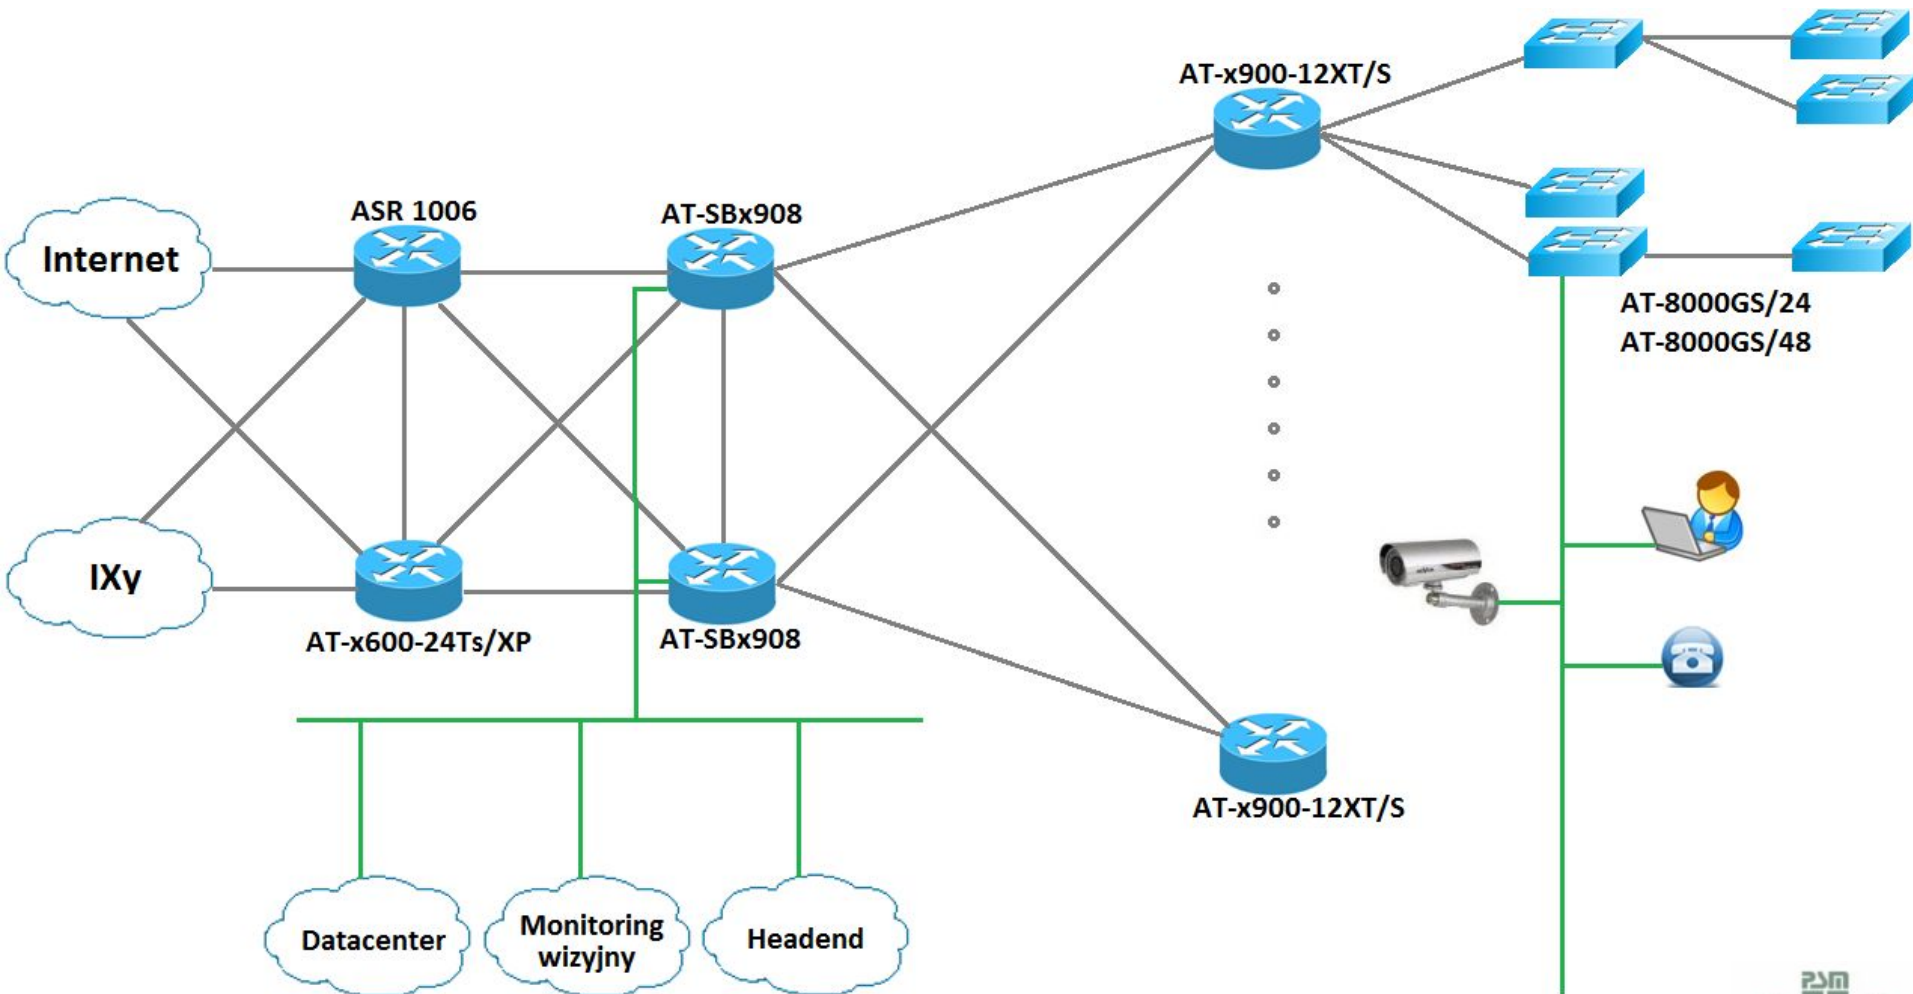 AT-x900-12XT/S
ASR 1006
AT-SBx908
Internet
AT-8000GS/24
AT-8000GS/48
IXy
AT-x600-24Ts/XP
AT-SBx908
AT-x900-12XT/S
Datacenter
Monitoring
wizyjny
Headend
PSM